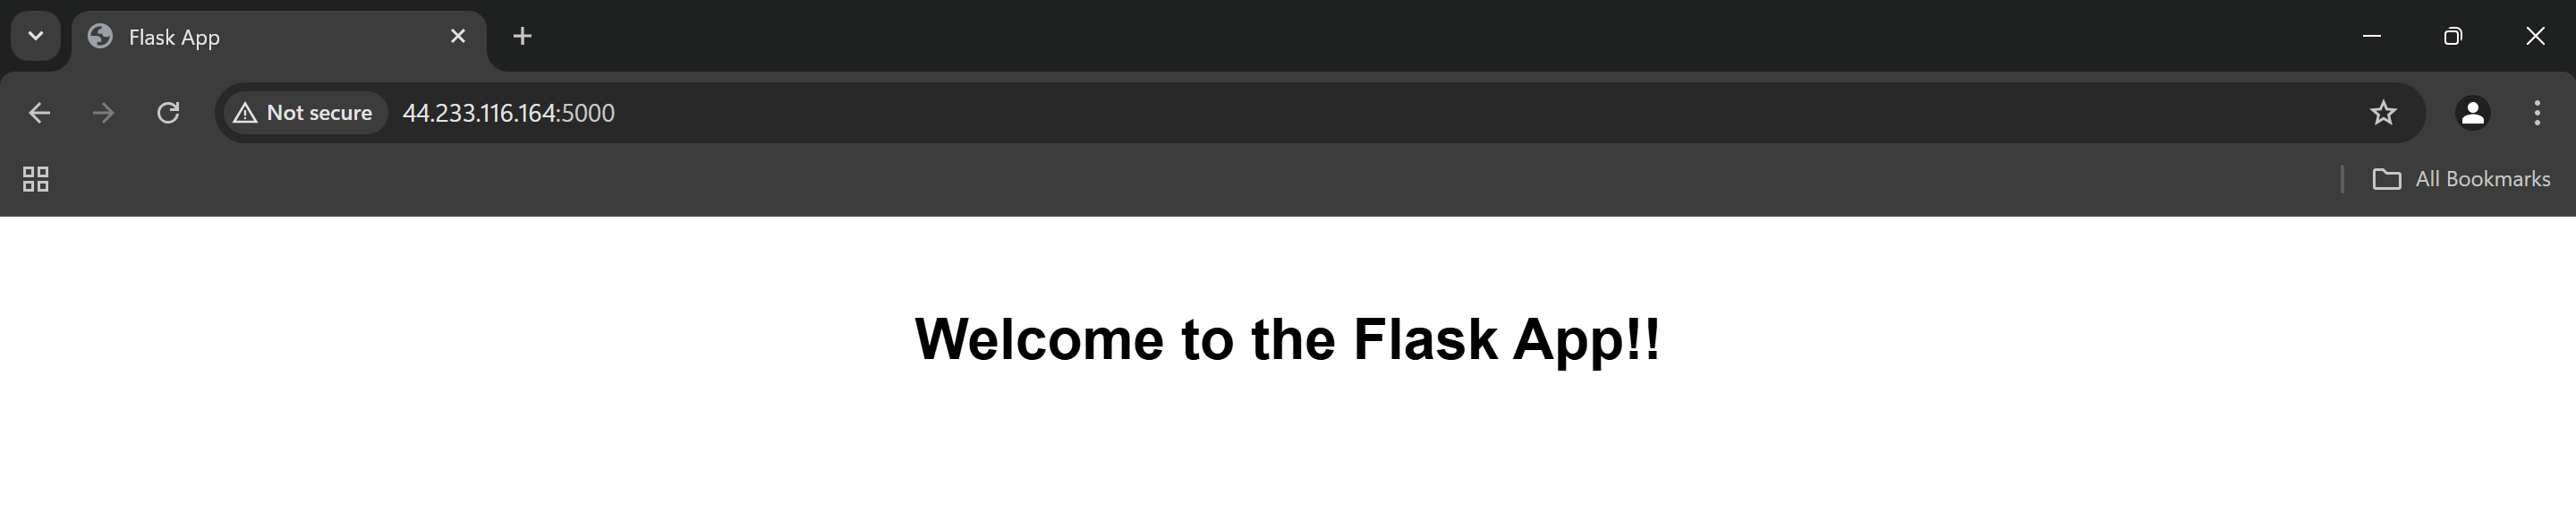 Flask App
Not secure 44.233.116.164:5000
All Bookmarks
Welcome to the Flask App!!